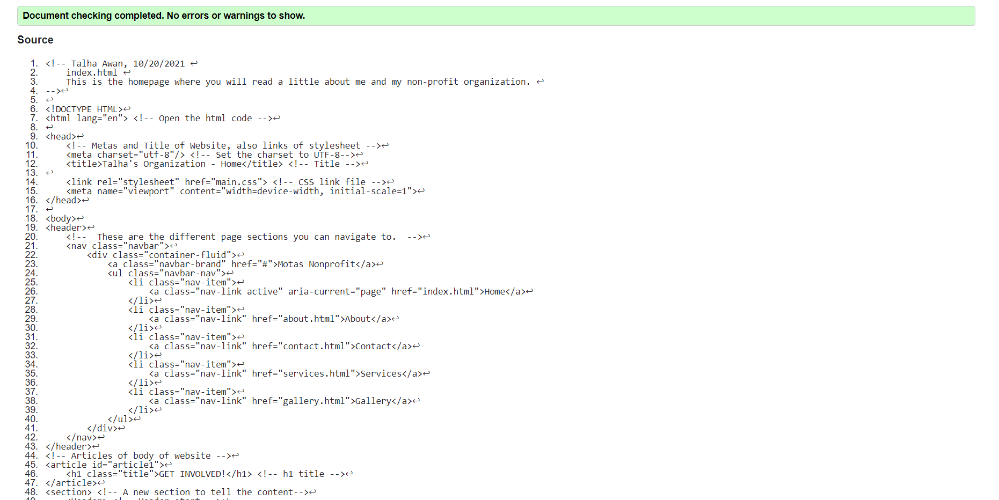 Document checking completed. No errors or warnings to show.
Source
1. <!-- Talha Awan, 10/20/2021 ↩
2.     index.html ↩
3.     This is the homepage where you will read a little about me and my non-profit organization. ↩
4. -->↩
5. ↩
6. <!DOCTYPE HTML>↩
7. <html lang="en"> <!-- Open the html code -->↩
8. ↩
9. <head>↩
10.     <!-- Metas and Title of Website, also links of stylesheet -->↩
11.     <meta charset="utf-8"/> <!-- Set the charset to UTF-8-->↩
12.     <title>Talha's Organization - Home</title> <!-- Title -->↩
13. ↩
14.     <link rel="stylesheet" href="main.css"> <!-- CSS link file -->↩
15.     <meta name="viewport" content="width=device-width, initial-scale=1">↩
16. </head>↩
17. ↩
18. <body>↩
19. <header>↩
20.     <!--  These are the different page sections you can navigate to.  -->↩
21.     <nav class="navbar">↩
22.         <div class="container-fluid">↩
23.             <a class="navbar-brand" href="#">Motas Nonprofit</a>↩
24.             <ul class="navbar-nav">↩
25.                 <li class="nav-item">↩
26.                     <a class="nav-link active" aria-current="page" href="index.html">Home</a>↩
27.                 </li>↩
28.                 <li class="nav-item">↩
29.                     <a class="nav-link" href="about.html">About</a>↩
30.                 </li>↩
31.                 <li class="nav-item">↩
32.                     <a class="nav-link" href="contact.html">Contact</a>↩
33.                 </li>↩
34.                 <li class="nav-item">↩
35.                     <a class="nav-link" href="services.html">Services</a>↩
36.                 </li>↩
37.                 <li class="nav-item">↩
38.                     <a class="nav-link" href="gallery.html">Gallery</a>↩
39.                 </li>↩
40.             </ul>↩
41.         </div>↩
42.     </nav>↩
43. </header>↩
44. <!-- Articles of body of website -->↩
45. <article id="article1">↩
46.     <h1 class="title">GET INVOLVED!</h1> <!-- h1 title -->↩
47. </article>↩
48. <section> <!-- A new section to tell the content-->↩